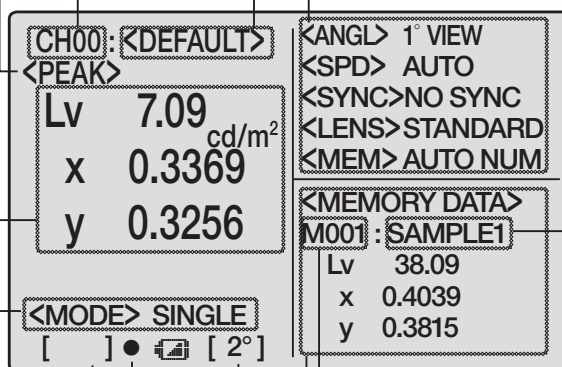 CH00 : <DEFAULT>
<PEAK>
Lv 7.09
cd/m²
x 0.3369
y 0.3256
<MODE> SINGLE
[ ] ● [ 2° ]
<ANGL> 1° VIEW
<SPD> AUTO
<SYNC>NO SYNC
<LENS>STANDARD
<MEM> AUTO NUM
<MEMORY DATA>
M001 : SAMPLE1
Lv 38.09
x 0.4039
y 0.3815